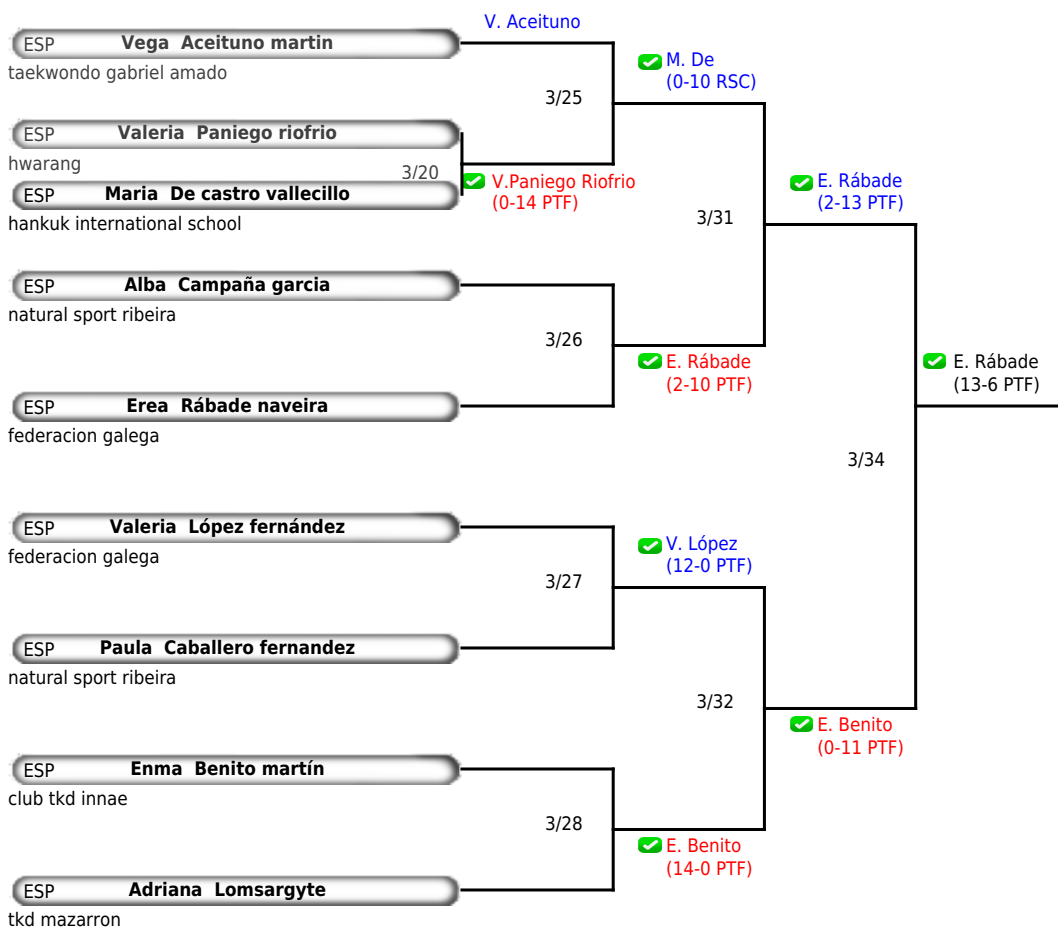 V. Aceituno
ESP Vega Aceituno martin
taekwondo gabriel amado
M. De
(0-10 RSC)
3/25
ESP Valeria Paniego riofrio
hwarang
3/20
V.Paniego Riofrio
(0-14 PTF)
ESP Maria De castro vallecillo
hankuk international school
E. Rábade
(2-13 PTF)
3/31
ESP Alba Campaña garcia
natural sport ribeira
3/26
E. Rábade
(2-10 PTF)
E. Rábade
(13-6 PTF)
ESP Erea Rábade naveira
federacion galega
3/34
ESP Valeria López fernández
federacion galega
V. López
(12-0 PTF)
3/27
ESP Paula Caballero fernandez
natural sport ribeira
3/32
E. Benito
(0-11 PTF)
ESP Enma Benito martín
club tkd innae
3/28
E. Benito
(14-0 PTF)
ESP Adriana Lomsargyte
tkd mazarron